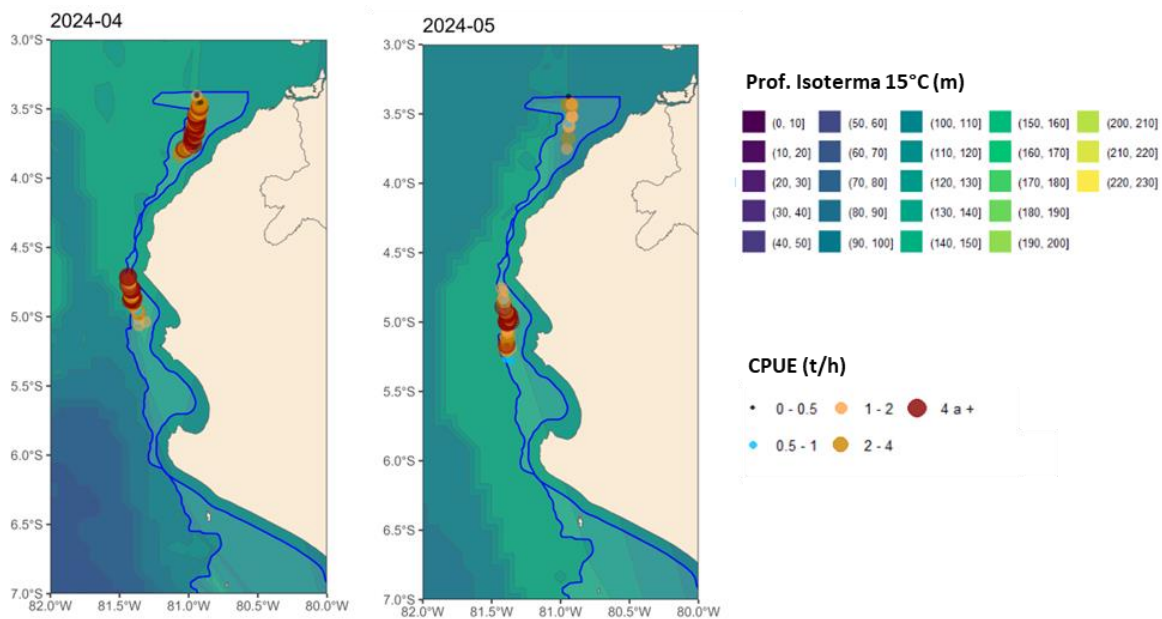 2024-04
3.0°S
3.5°S
4.0°S
4.5°S
5.0°S
5.5°S
6.0°S
6.5°S
7.0°S
82.0°W 81.5°W 81.0°W 80.5°W 80.0°W
2024-05
3.0°S
3.5°S
4.0°S
4.5°S
5.0°S
5.5°S
6.0°S
6.5°S
7.0°S
82.0°W 81.5°W 81.0°W 80.5°W 80.0°W
Prof. Isoterma 15°C (m)
(0, 10] (50, 60] (100, 110] (150, 160] (200, 210]
(10, 20] (60, 70] (110, 120] (160, 170] (210, 220]
(20, 30] (70, 80] (120, 130] (170, 180] (220, 230]
(30, 40] (80, 90] (130, 140] (180, 190]
(40, 50] (90, 100] (140, 150] (190, 200]
CPUE (t/h)
0 - 0.5 1 - 2 4 a +
0.5 - 1 2 - 4